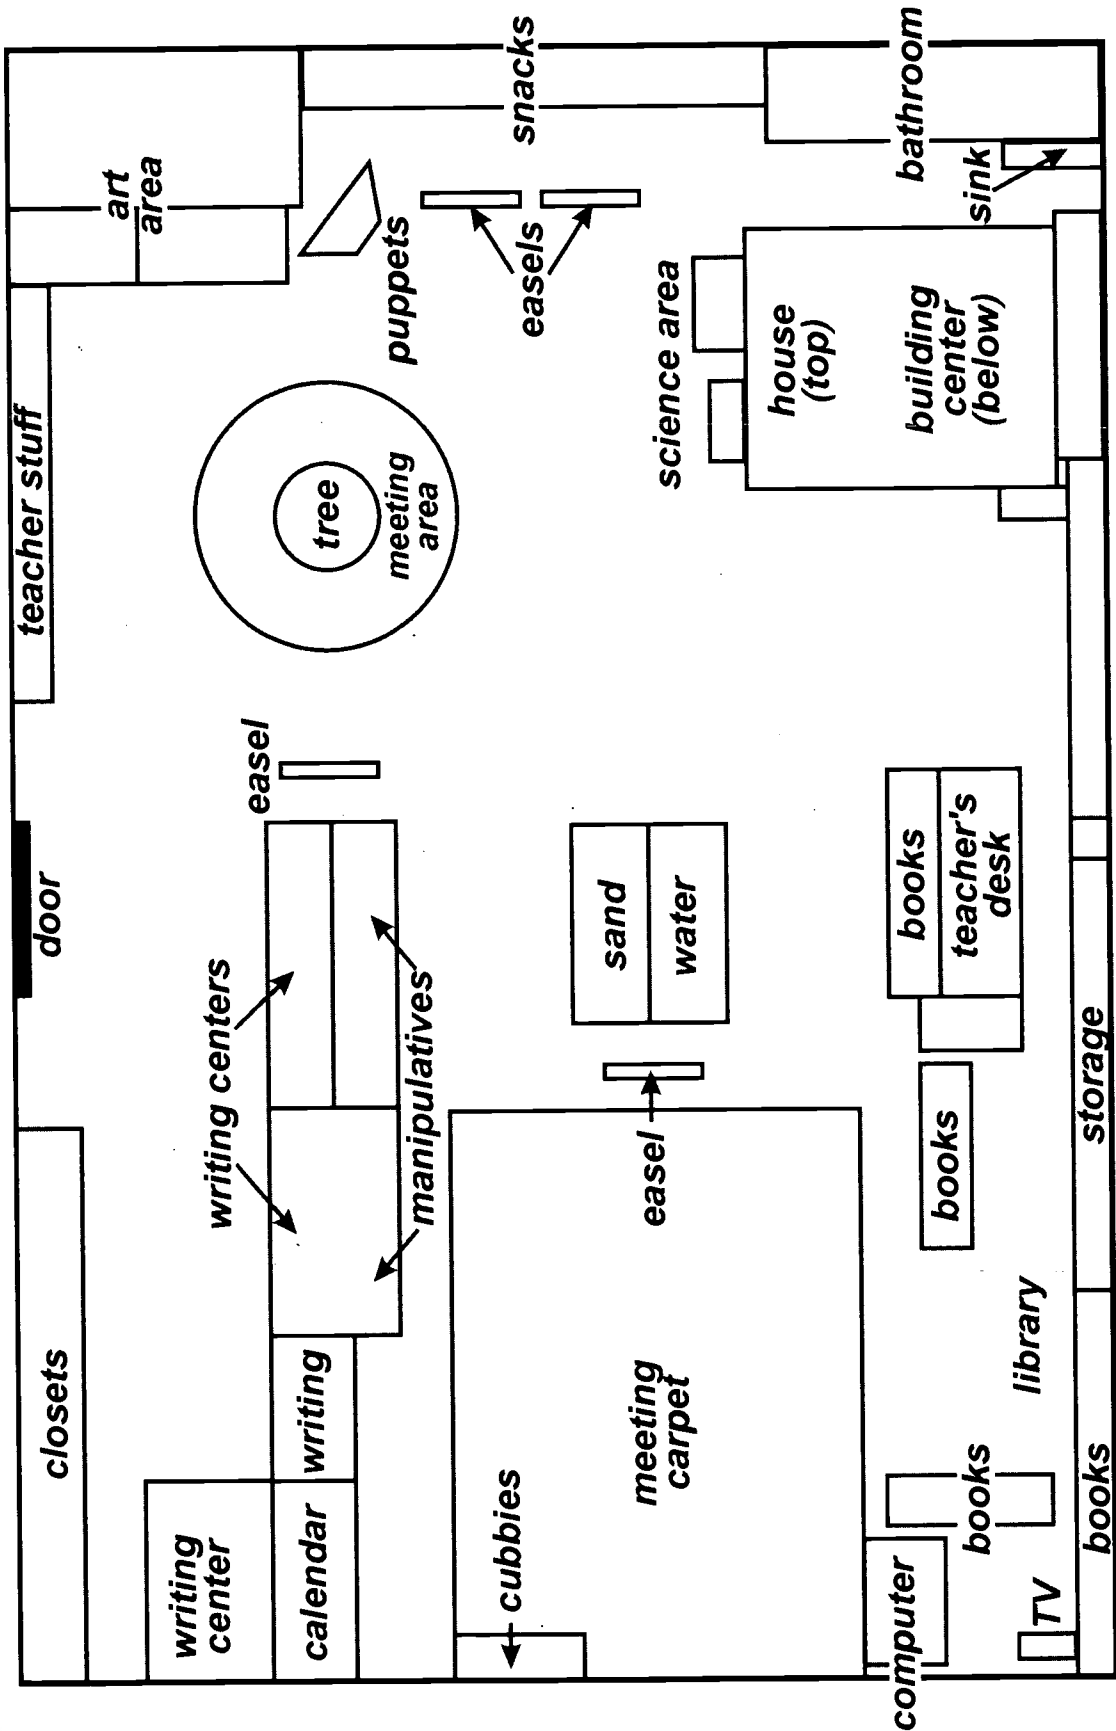 closets
door
teacher stuff
art
area
writing
center
writing centers
easel
calendar
writing
tree
meeting
area
puppets
manipulatives
cubbies
snacks
easels
meeting
carpet
easel
sand
water
science area
house
(top)
computer
books
teacher's
desk
building
center
(below)
bathroom
books
books
sink
TV
library
books
storage